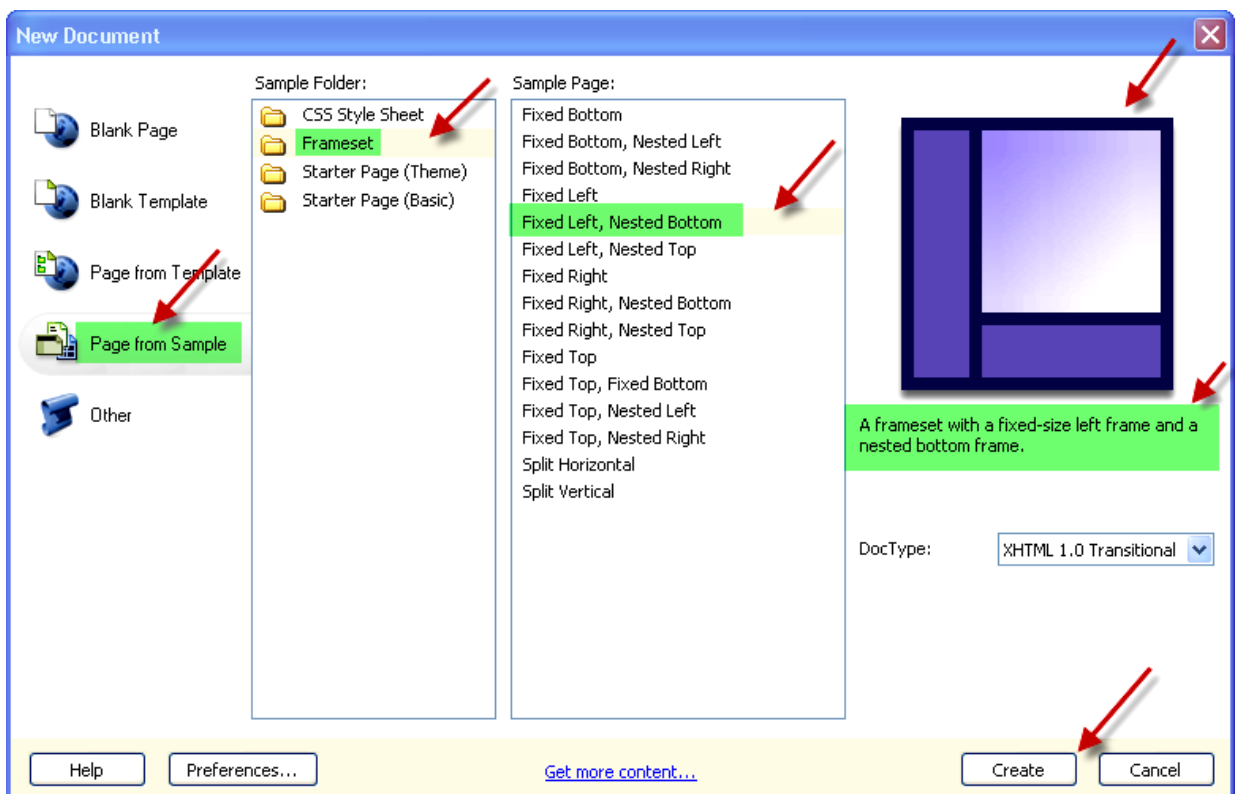 New Document
Blank Page
Blank Template
Page from Template
Page from Sample
Other
Sample Folder:
CSS Style Sheet
Frameset
Starter Page (Theme)
Starter Page (Basic)
Sample Page:
Fixed Bottom
Fixed Bottom, Nested Left
Fixed Bottom, Nested Right
Fixed Left
Fixed Left, Nested Bottom
Fixed Left, Nested Top
Fixed Right
Fixed Right, Nested Bottom
Fixed Right, Nested Top
Fixed Top
Fixed Top, Fixed Bottom
Fixed Top, Nested Left
Fixed Top, Nested Right
Split Horizontal
Split Vertical
A frameset with a fixed-size left frame and a
nested bottom frame.
DocType: XHTML 1.0 Transitional
Help Preferences... Get more content... Create Cancel